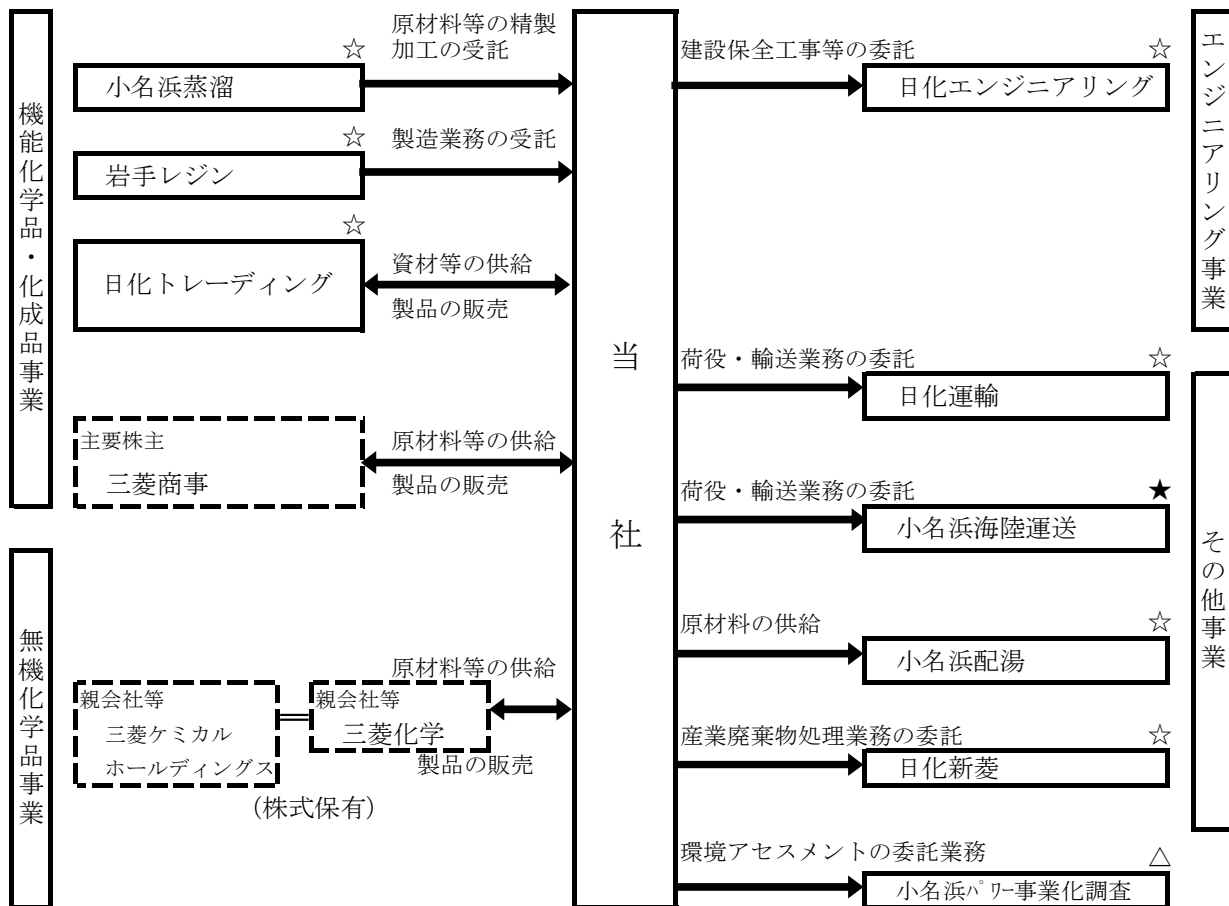 機能化学品・化成品事業
☆
原材料等の精製
加工の受託
小名浜蒸溜
☆
製造業務の受託
岩手レジン
☆
資材等の供給
日化トレーディング
製品の販売
主要株主
原材料等の供給
三菱商事
製品の販売
無機化学品事業
原材料等の供給
親会社等
三菱ケミカル
ホールディングス
親会社等
三菱化学
製品の販売
(株式保有)
当社
建設保全工事等の委託
☆
日化エンジニアリング
エンジニアリング事業
荷役・輸送業務の委託
☆
日化運輸
荷役・輸送業務の委託
★
小名浜海陸運送
原材料の供給
☆
小名浜配湯
産業廃棄物処理業務の委託
☆
日化新菱
その他事業
環境アセスメントの委託業務
△
小名浜ﾊﾟﾜｰ事業化調査